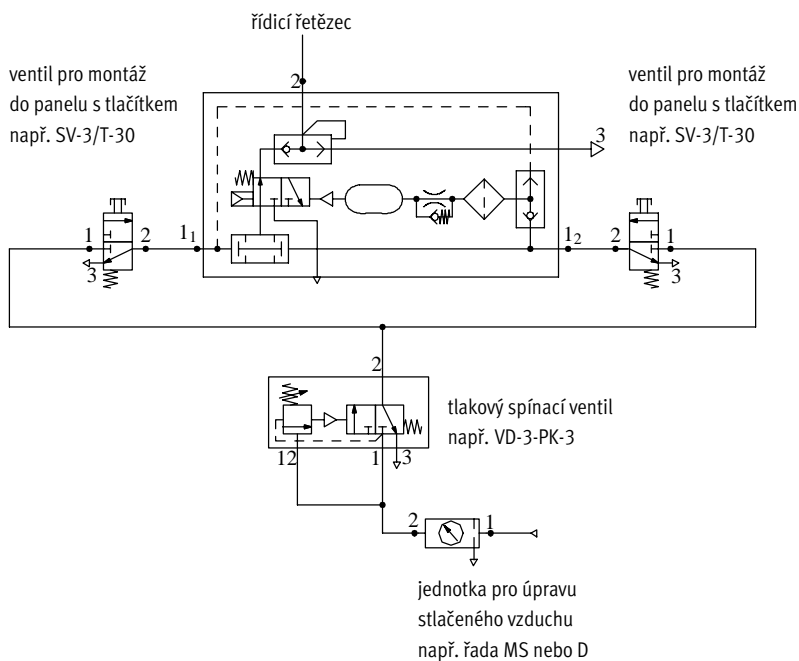 řídicí řetězec
ventil pro montáž
do panelu s tlačítkem
např. SV-3/T-30
ventil pro montáž
do panelu s tlačítkem
např. SV-3/T-30
2
3
1 2 1₁
3
1₂ 2 1
3
2
tlakový spínací ventil
např. VD-3-PK-3
12 1 3
2 1
jednotka pro úpravu
stlačeného vzduchu
např. řada MS nebo D